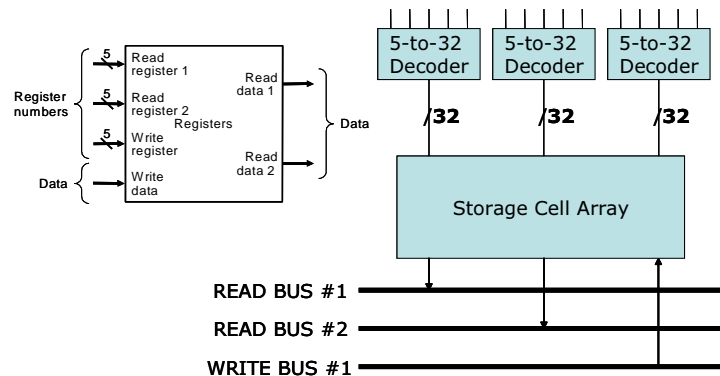 5
Read
register 1
5
Read
register 2
5
Write
register
Write
data
Registers
Read
data 1
Read
data 2
Register
numbers
Data
Data
5-to-32
Decoder
5-to-32
Decoder
5-to-32
Decoder
/32
/32
/32
Storage Cell Array
READ BUS #1
READ BUS #2
WRITE BUS #1